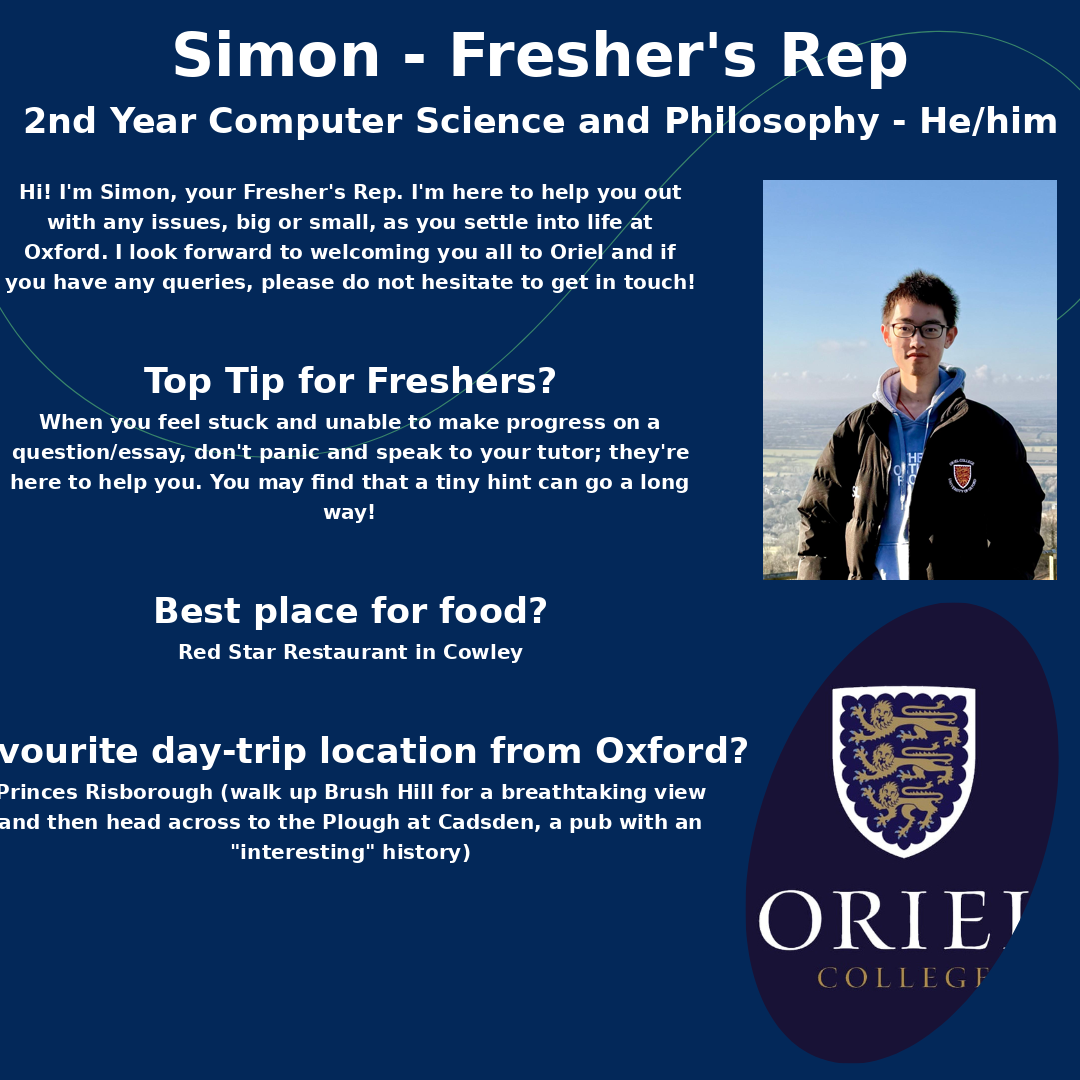 Simon - Fresher's Rep
2nd Year Computer Science and Philosophy - He/him
Hi! I'm Simon, your Fresher's Rep. I'm here to help you out
with any issues, big or small, as you settle into life at
Oxford. I look forward to welcoming you all to Oriel and if
you have any queries, please do not hesitate to get in touch!
Top Tip for Freshers?
When you feel stuck and unable to make progress on a
question/essay, don't panic and speak to your tutor; they're
here to help you. You may find that a tiny hint can go a long
way!
Best place for food?
Red Star Restaurant in Cowley
vourite day-trip location from Oxford?
Princes Risborough (walk up Brush Hill for a breathtaking view
and then head across to the Plough at Cadsden, a pub with an
"interesting" history)
ORIEL
COLLEGE